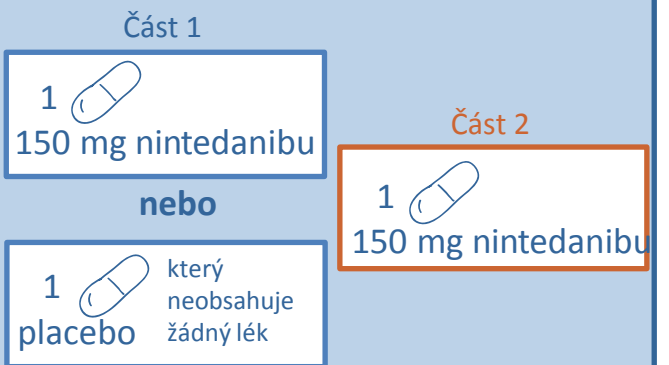 Část 1
1
150 mg nintedanibu
nebo
1
placebo
který
neobsahuje
žádný lék
Část 2
1
150 mg nintedanibu